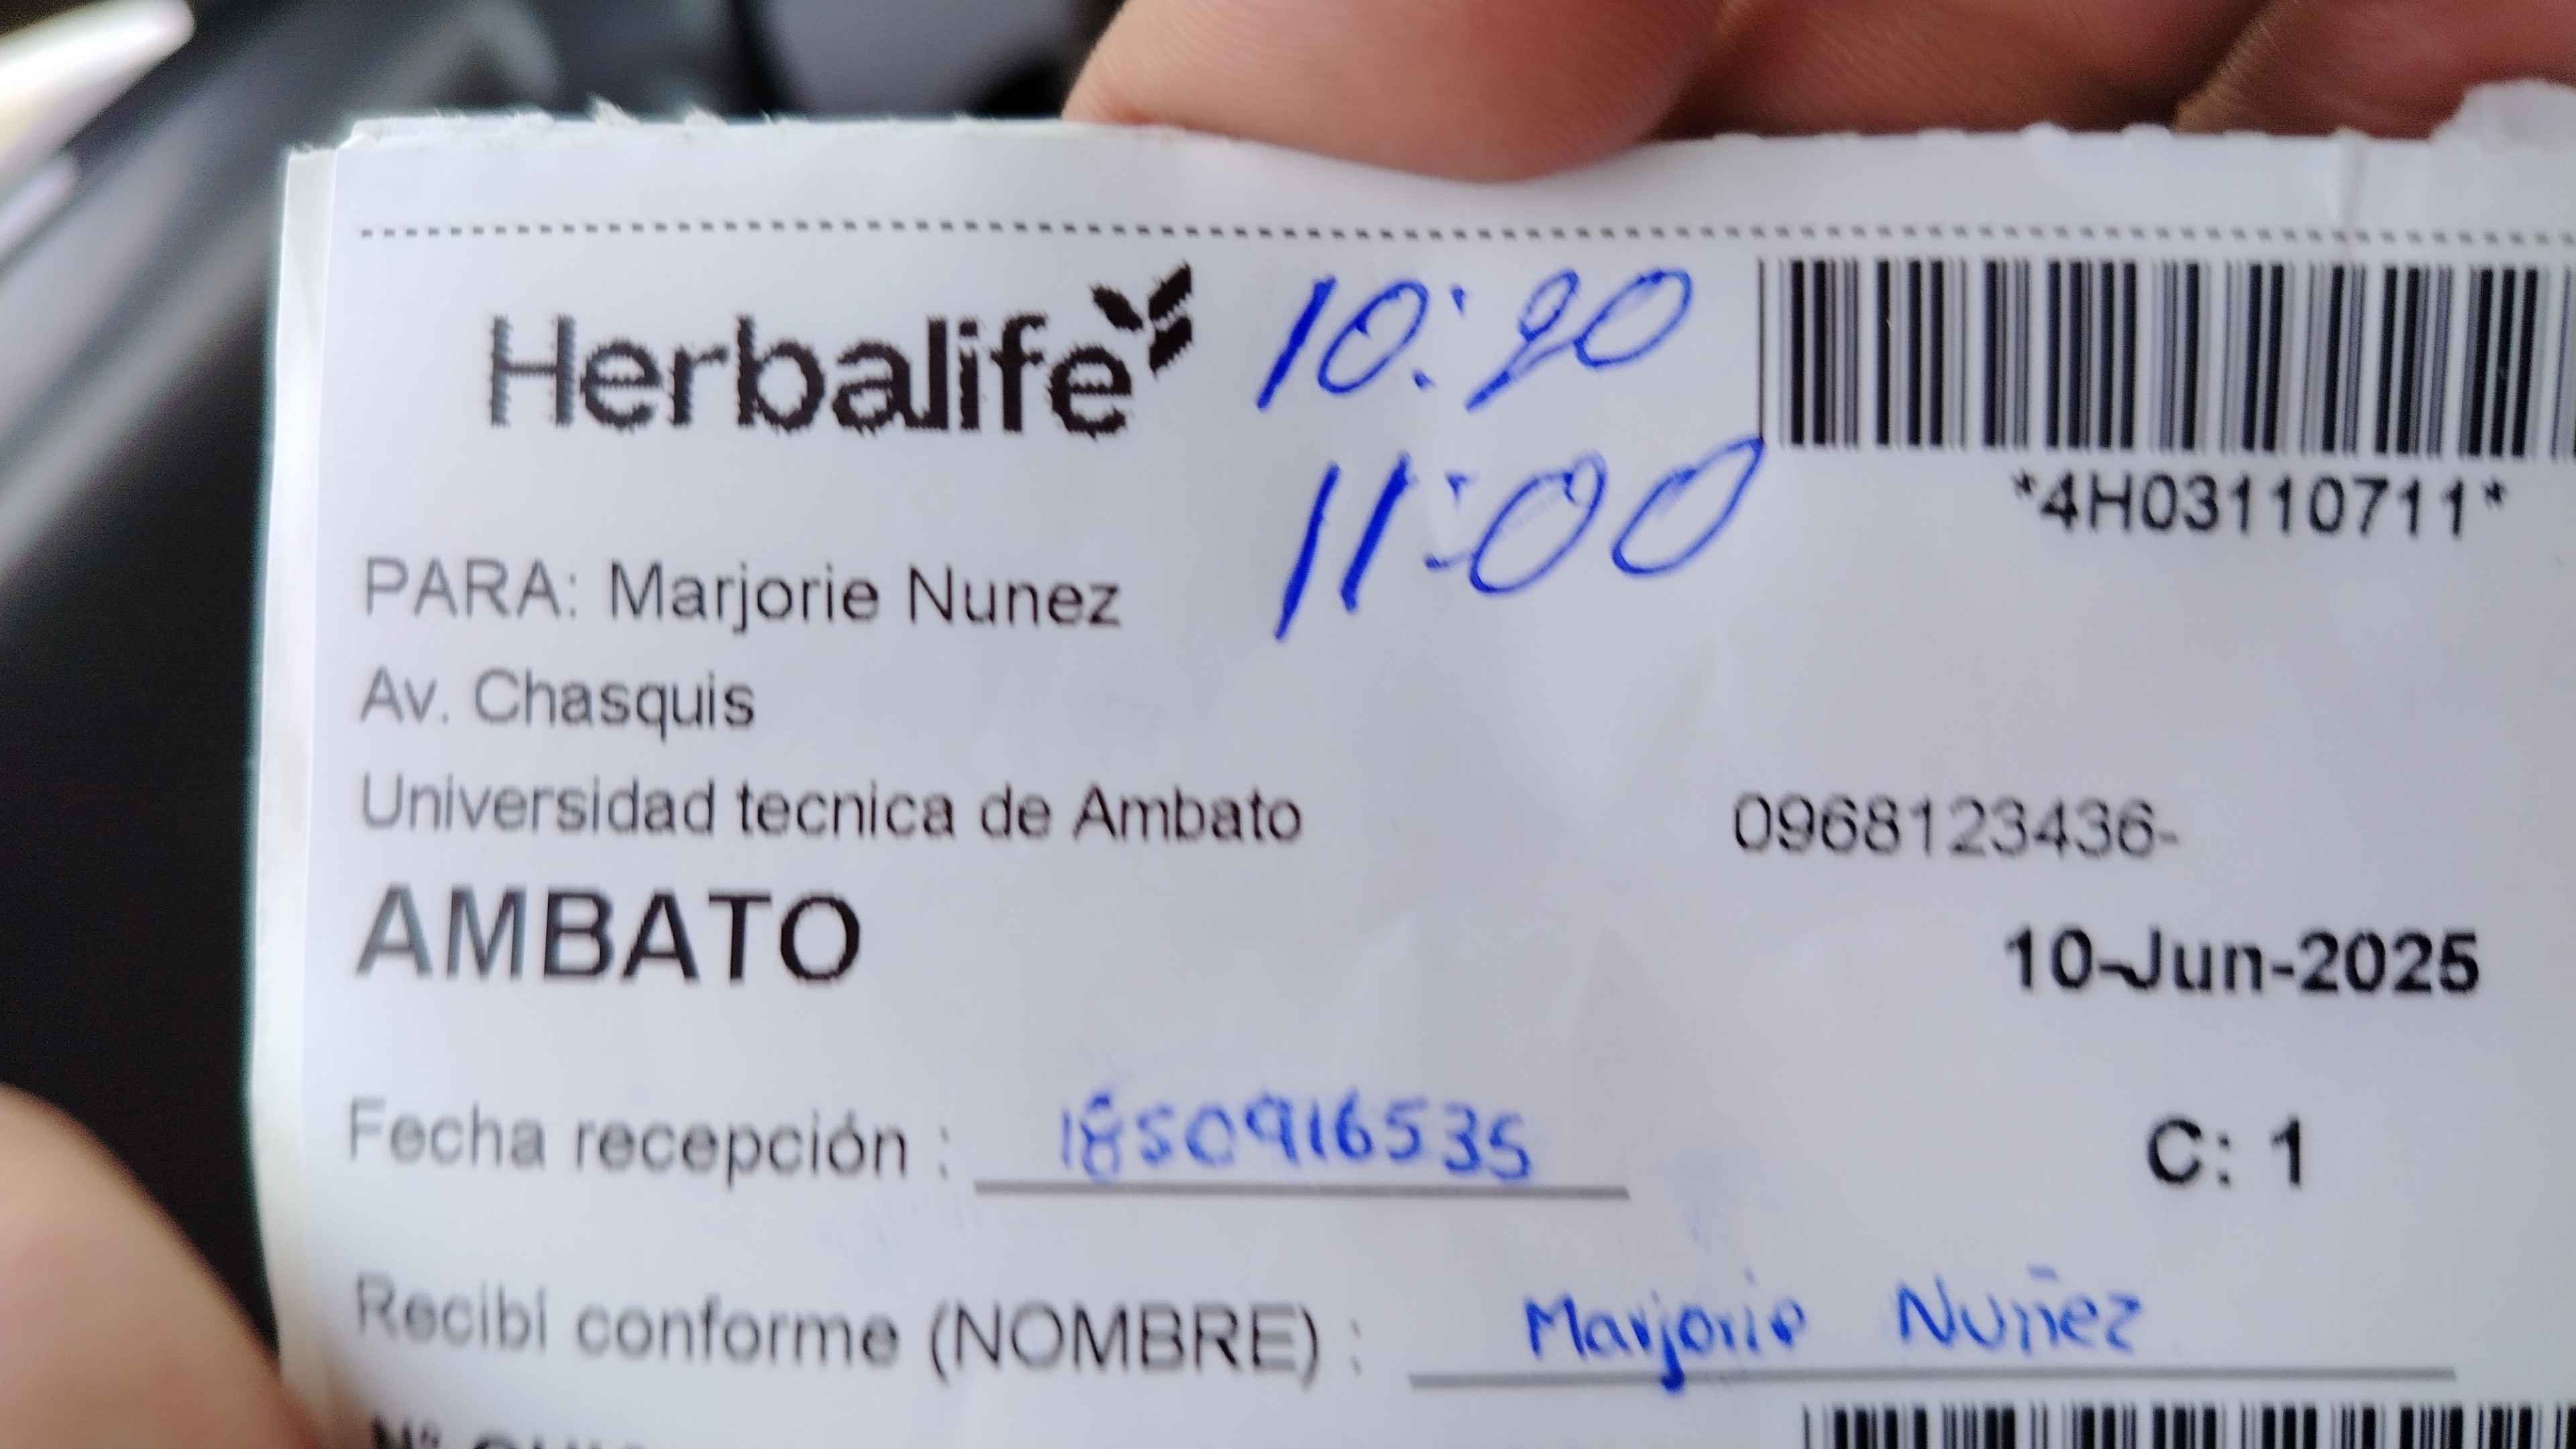 Herbalife
10:20
11:00
*4H03110711*
PARA: Marjorie Nunez
Av. Chasquis
Universidad tecnica de Ambato
0968123436-
AMBATO
10-Jun-2025
Fecha recepción : 1850916535
C: 1
Recibí conforme (NOMBRE) : Marjorie Nuñez